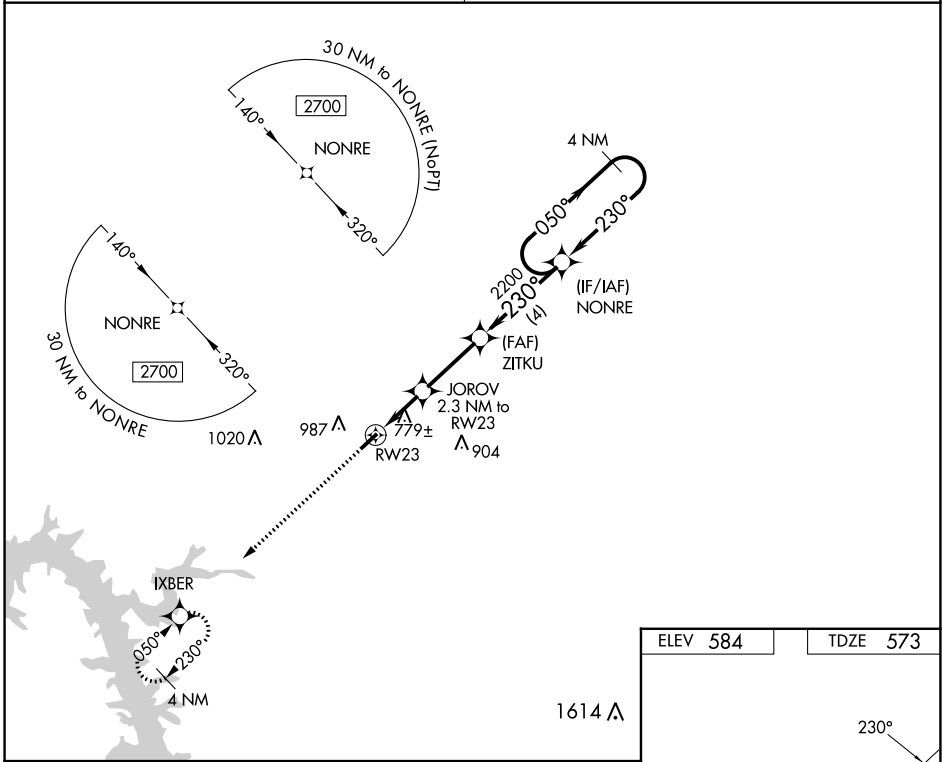 30 NM to NONRE (NoPT)
2700
140°
NONRE
320°
4 NM
050°
230°
(IF/IAF)
NONRE
2200
230°
(4)
(FAF)
ZITKU
140°
NONRE
2700
320°
30 NM to NONRE
JOROV
2.3 NM to
RW23
1020
987
779±
904
RW23
IXBER
050°
230°
4 NM
1614
ELEV 584
TDZE 573
230°